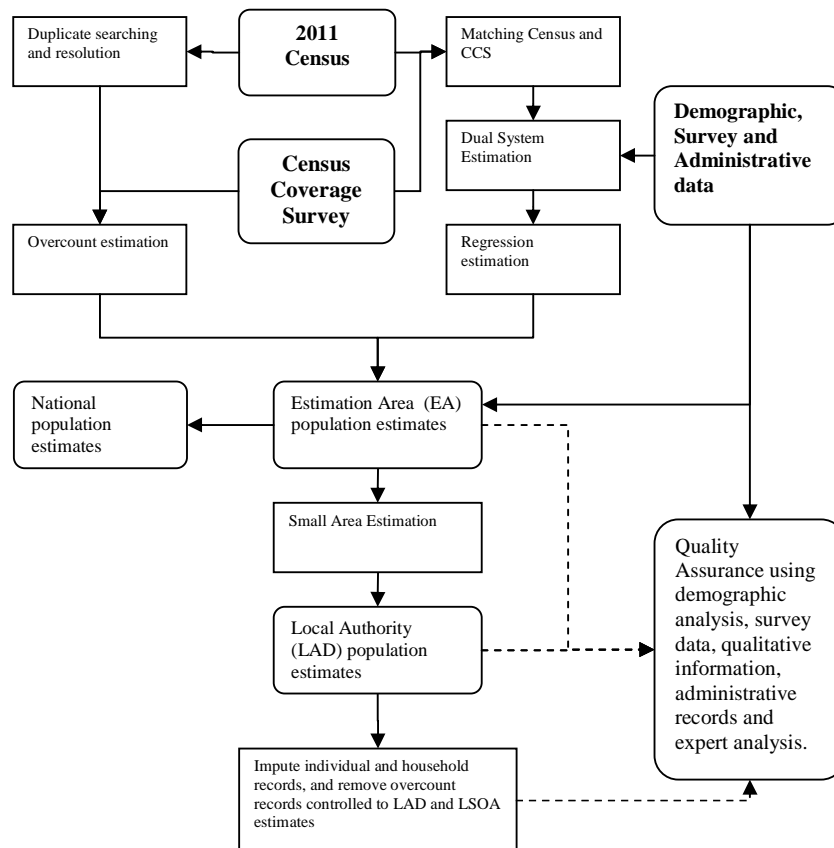 Duplicate searching
and resolution
2011
Census
Matching Census and
CCS
Demographic,
Survey and
Administrative
data
Dual System
Estimation
Census
Coverage
Survey
Overcount estimation
Regression
estimation
National
population
estimates
Estimation Area (EA)
population estimates
Small Area Estimation
Quality
Assurance using
demographic
analysis, survey
data, qualitative
information,
administrative
records and
expert analysis.
Local Authority
(LAD) population
estimates
Impute individual and household
records, and remove overcount
records controlled to LAD and LSOA
estimates